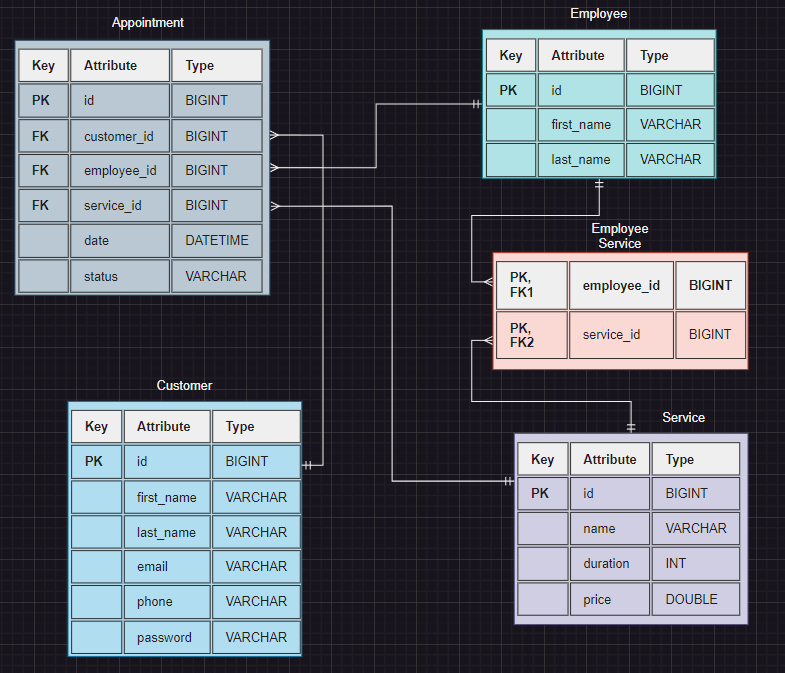 Appointment
Key Attribute Type
PK id BIGINT
FK customer_id BIGINT
FK employee_id BIGINT
FK service_id BIGINT
date DATETIME
status VARCHAR
Employee
Key Attribute Type
PK id BIGINT
first_name VARCHAR
last_name VARCHAR
Employee
Service
PK,
FK1 employee_id BIGINT
PK,
FK2 service_id BIGINT
Customer
Key Attribute Type
PK id BIGINT
first_name VARCHAR
last_name VARCHAR
email VARCHAR
phone VARCHAR
password VARCHAR
Service
Key Attribute Type
PK id BIGINT
name VARCHAR
duration INT
price DOUBLE